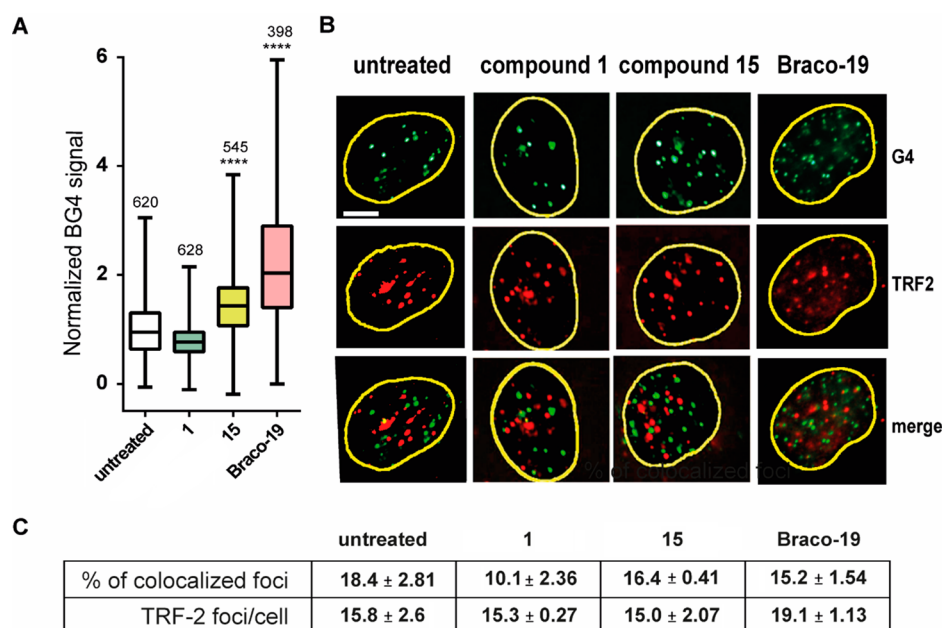 A
B
Normalized BG4 signal
6
4
2
0
620
628
545
****
398
****
untreated
1
15
Braco-19
untreated compound 1 compound 15 Braco-19
G4
TRF2
merge
% of colocalized foci
C
untreated 1 15 Braco-19
% of colocalized foci 18.4 ± 2.81 10.1 ± 2.36 16.4 ± 0.41 15.2 ± 1.54
TRF-2 foci/cell 15.8 ± 2.6 15.3 ± 0.27 15.0 ± 2.07 19.1 ± 1.13